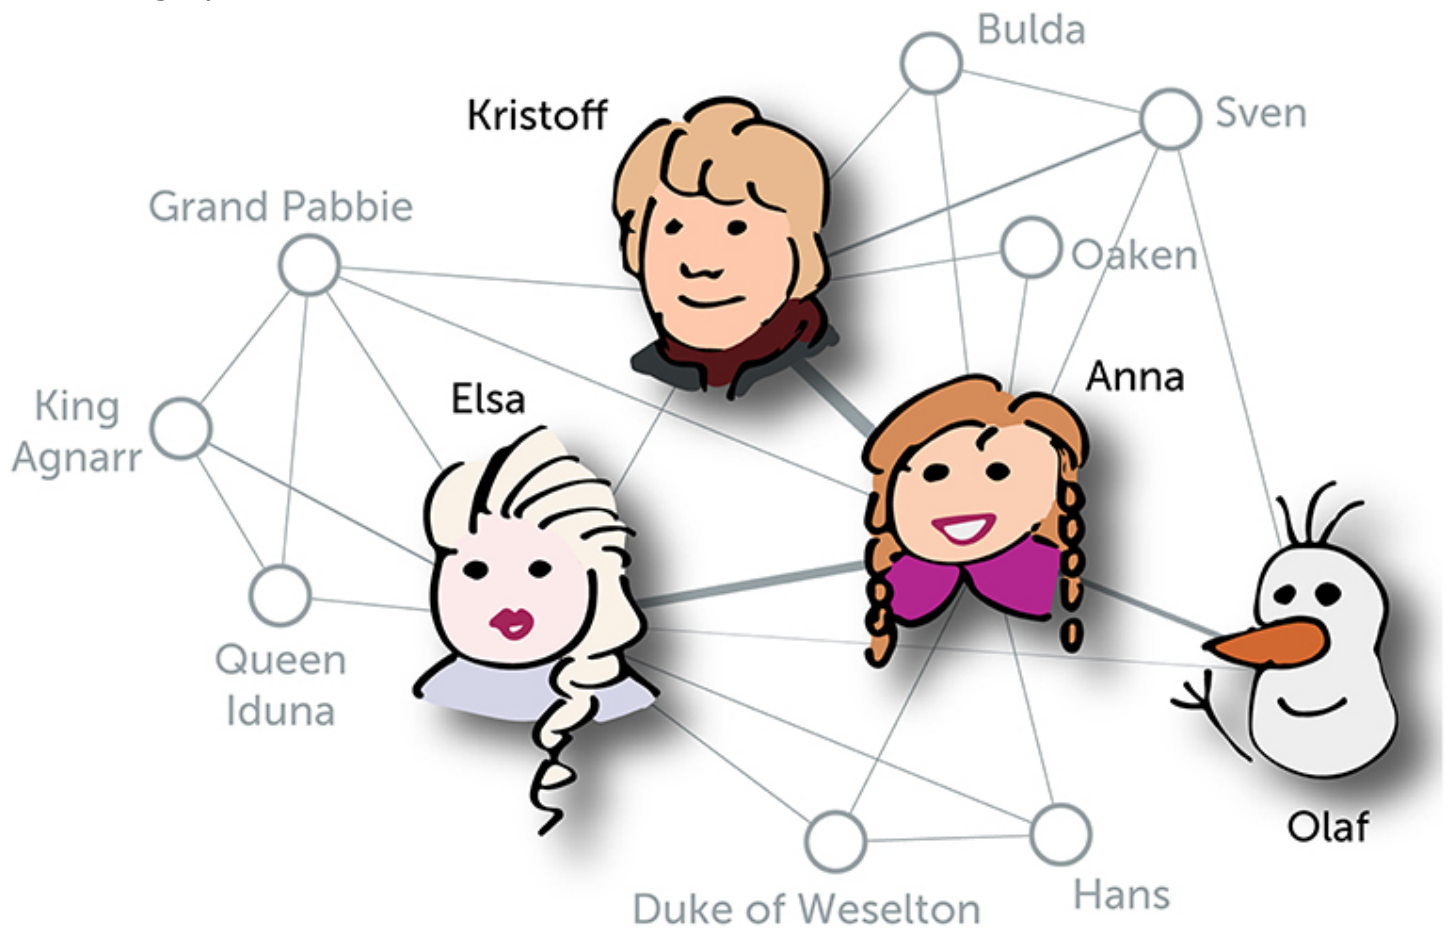 Bulda
Kristoff
Sven
Grand Pabbie
Oaken
Anna
Elsa
King
Agnarr
Queen
Iduna
Olaf
Hans
Duke of Weselton